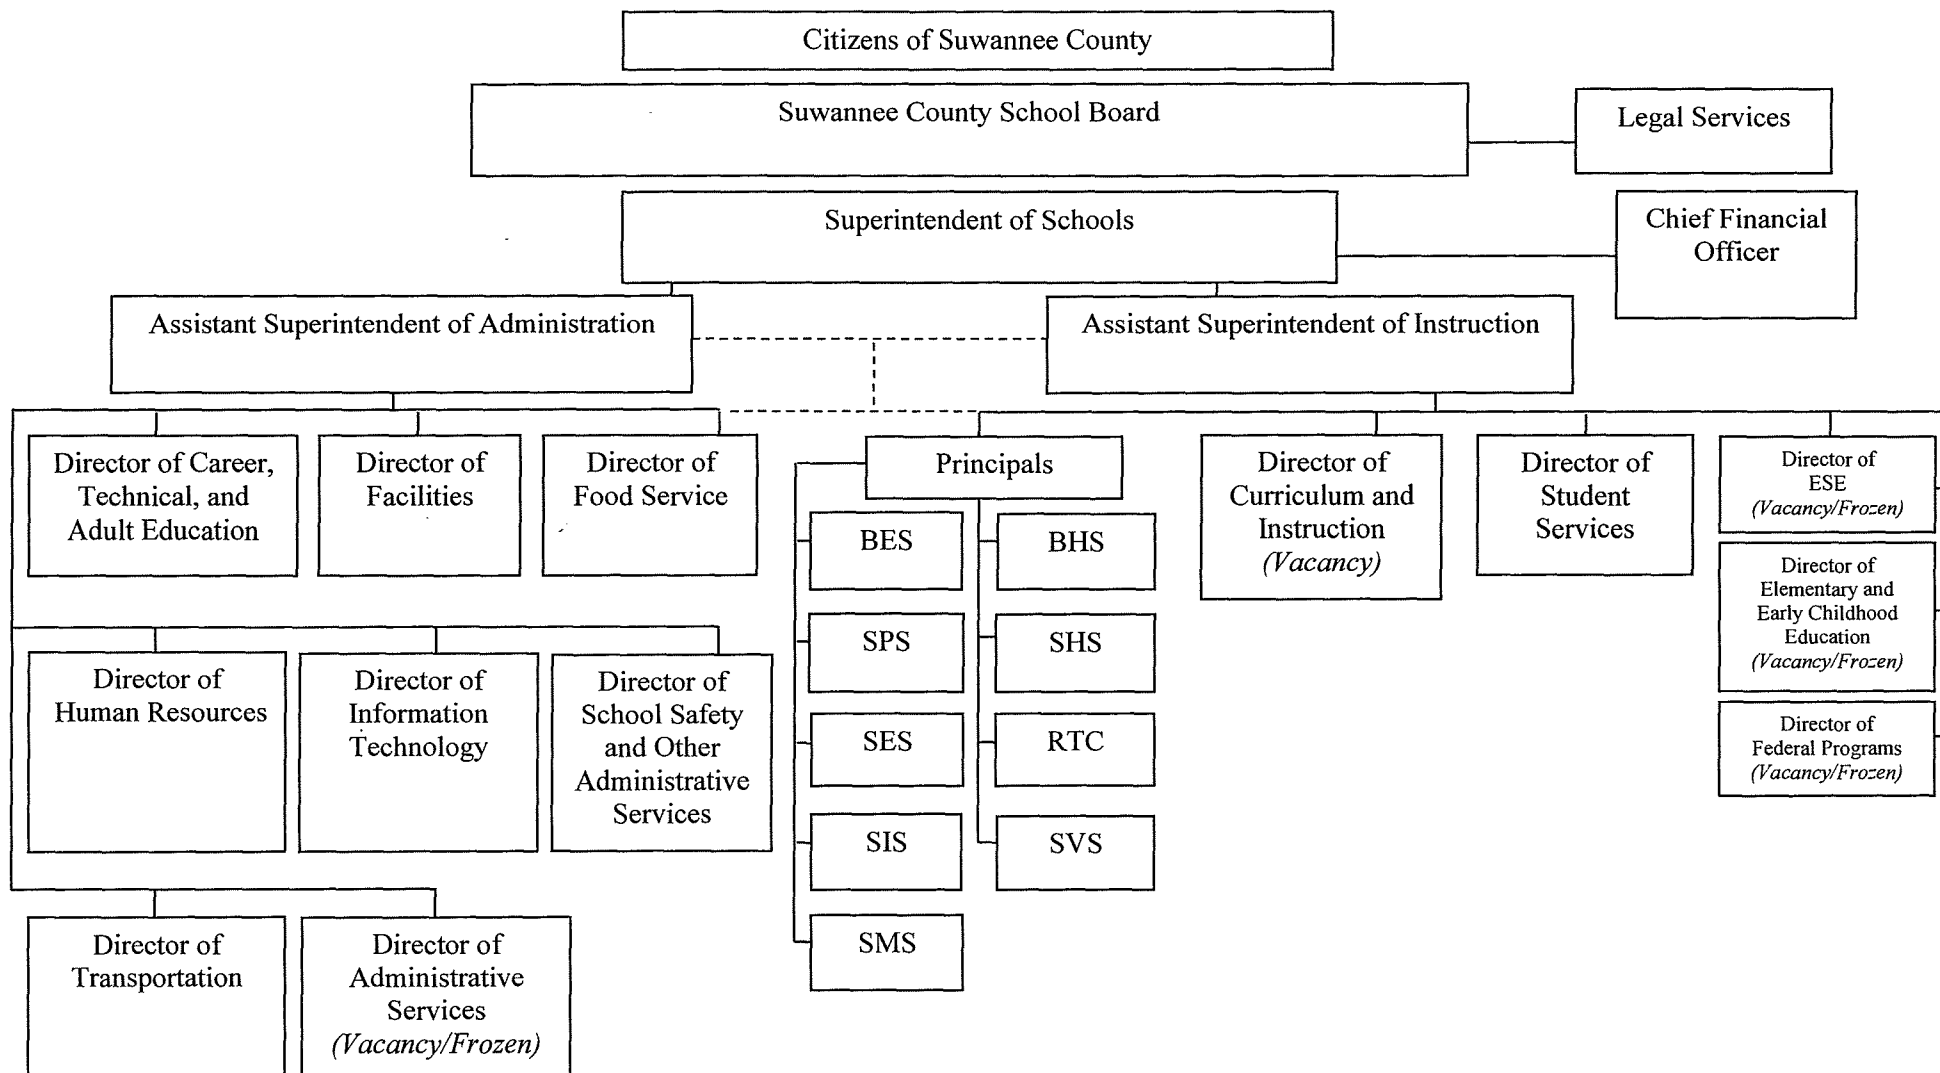 Citizens of Suwannee County
Suwannee County School Board
Legal Services
Superintendent of Schools
Chief Financial
Officer
Assistant Superintendent of Administration
Assistant Superintendent of Instruction
Director of Career,
Technical, and
Adult Education
Director of
Facilities
Director of
Food Service
Principals
Director of
Curriculum and
Instruction
(Vacancy)
Director of
Student
Services
Director of
ESE
(Vacancy/Frozen)
BES
BHS
Director of
Elementary and
Early Childhood
Education
(Vacancy/Frozen)
SPS
SHS
Director of
Human Resources
Director of
Information
Technology
Director of
School Safety
and Other
Administrative
Services
SES
RTC
Director of
Federal Programs
(Vacancy/Frozen)
SIS
SVS
SMS
Director of
Transportation
Director of
Administrative
Services
(Vacancy/Frozen)